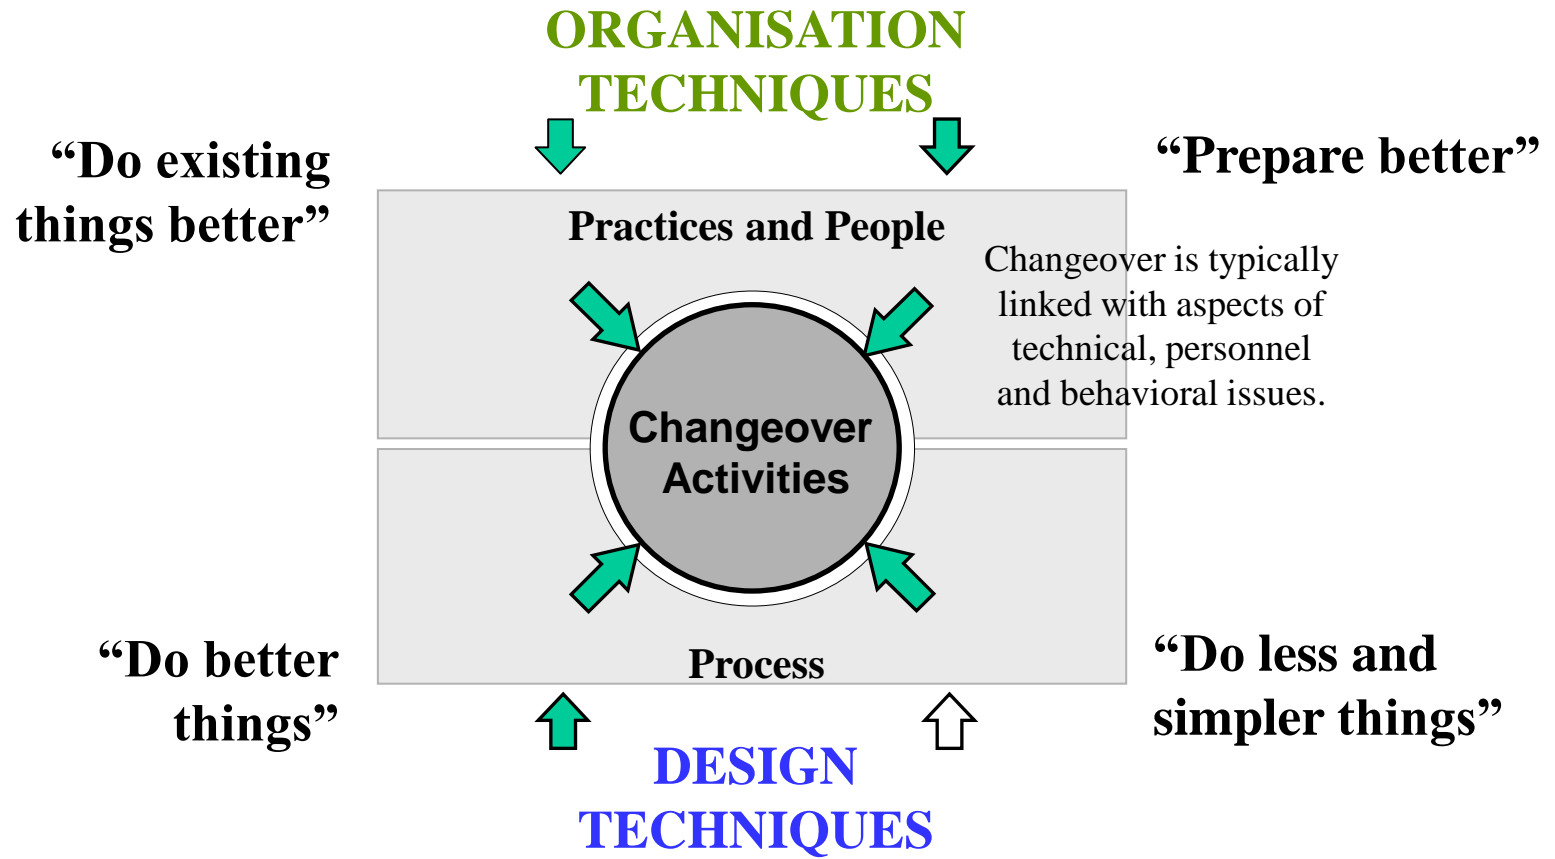 ORGANISATION
TECHNIQUES
“Do existing
things better”
“Prepare better”
Practices and People
Changeover is typically
linked with aspects of
technical, personnel
and behavioral issues.
Changeover
Activities
Process
“Do better
things”
“Do less and
simpler things”
DESIGN
TECHNIQUES